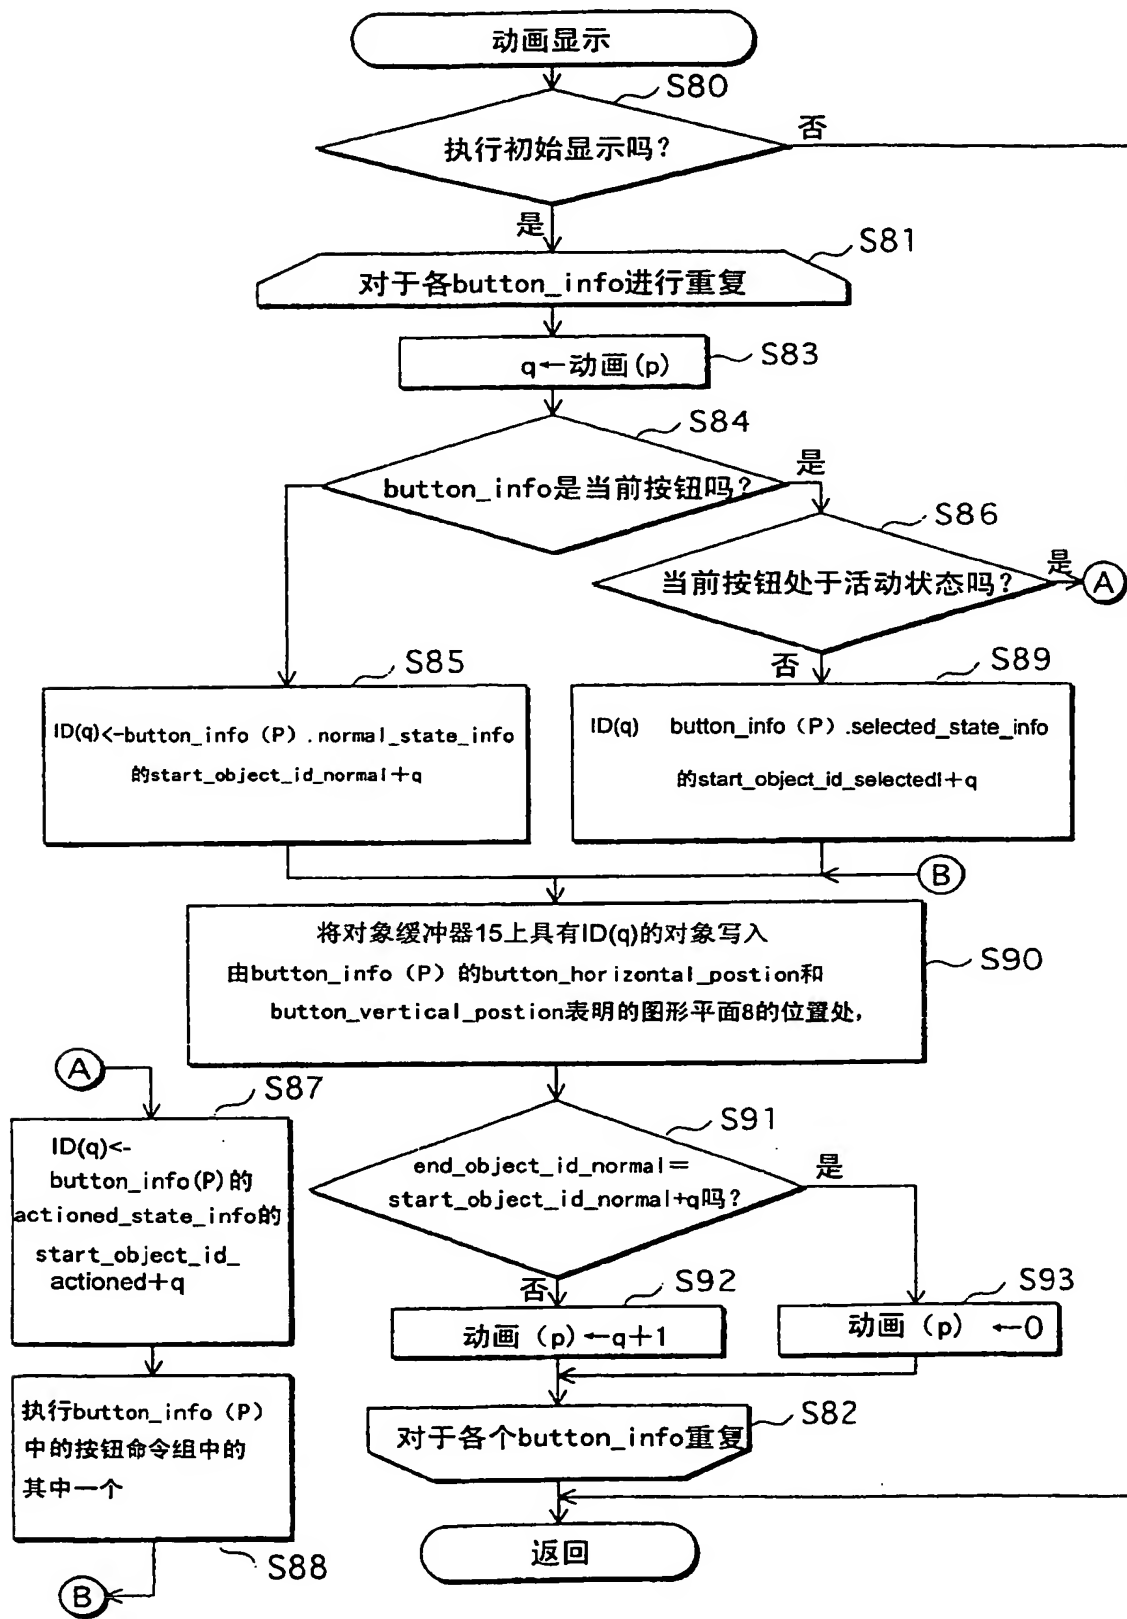 动画显示
S80
执行初始显示吗?
否
是
S81
对于各button_info进行重复
S83
q←动画(p)
S84
button_info是当前按钮吗?
是
S86
当前按钮处于活动状态吗?
是
A
S85
ID(q)<-button_info (P) .normal_state_info
的start_object_id_normal+q
否
S89
ID(q) button_info (P) .selected_state_info
的start_object_id_selectedl+q
B
将对象缓冲器15上具有ID(q)的对象写入
由button_info (P) 的button_horizontal_postion和
button_vertical_postion表明的图形平面8的位置处,
S90
A
S87
ID(q)<-
button_info(P)的
actioned_state_info的
start_object_id_
actioned+q
S91
end_object_id_normal=
start_object_id_normal+q吗?
是
否
S92
动画 (p)←q+1
S93
动画 (p) ←0
执行button_info (P)
中的按钮命令组中的
其中一个
S88
B
S82
对于各个button_info重复
返回